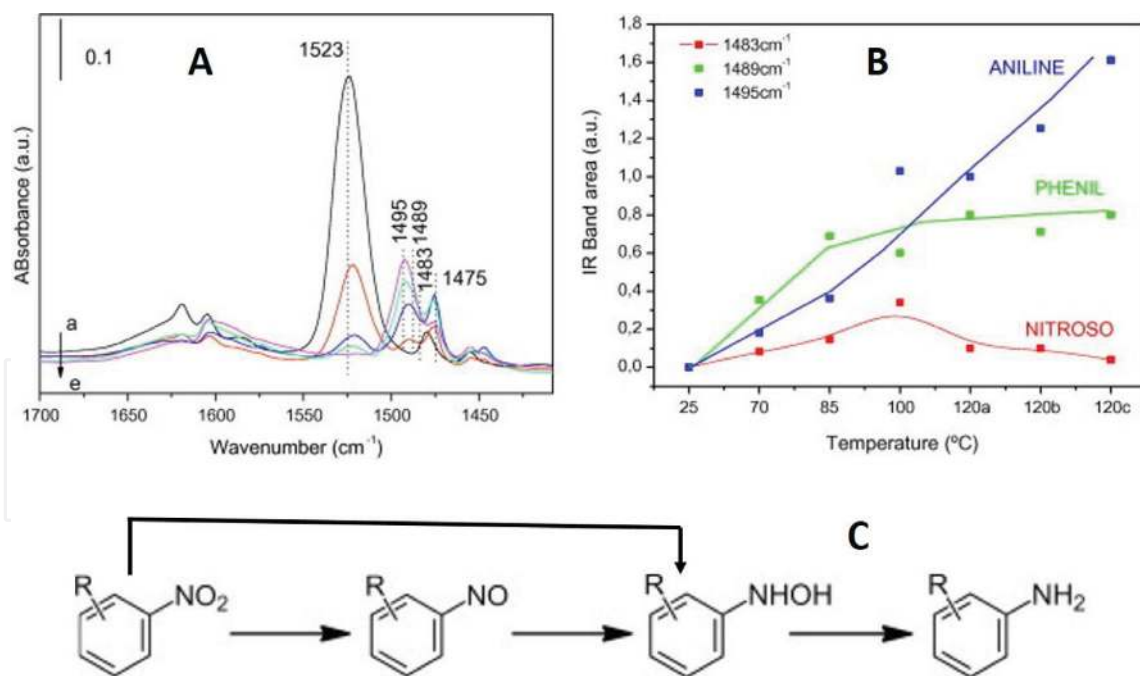 0.1
A
1523
1495
1489
1483
1475
a
e
ABsorbance (a.u.)
1700
1650
1600
1550
1500
1450
Wavenumber (cm⁻¹)
B
1483cm⁻¹
1489cm⁻¹
1495cm⁻¹
ANILINE
PHENIL
NITROSO
IR Band area (a.u.)
1,8
1,6
1,4
1,2
1,0
0,8
0,6
0,4
0,2
0,0
25
70
85
100
120a
120b
120c
Temperature (ºC)
C
R
NO₂
R
NO
R
NHOH
R
NH₂